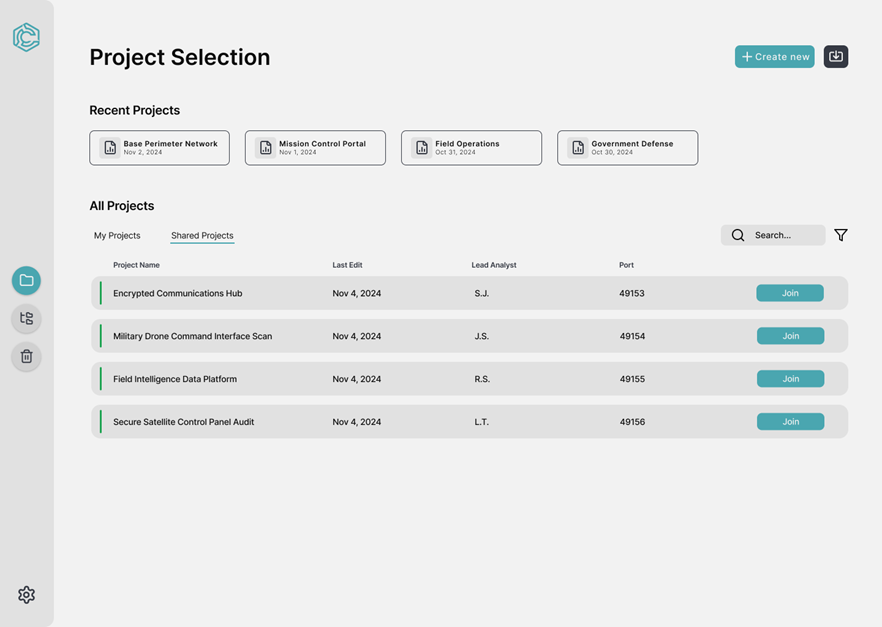 Project Selection
Create new
Recent Projects
Base Perimeter Network
Nov 2, 2024
Mission Control Portal
Nov 1, 2024
Field Operations
Oct 31, 2024
Government Defense
Oct 30, 2024
All Projects
My Projects
Shared Projects
Search...
Project Name Last Edit Lead Analyst Port
Encrypted Communications Hub Nov 4, 2024 S.J. 49153 Join
Military Drone Command Interface Scan Nov 4, 2024 J.S. 49154 Join
Field Intelligence Data Platform Nov 4, 2024 R.S. 49155 Join
Secure Satellite Control Panel Audit Nov 4, 2024 L.T. 49156 Join